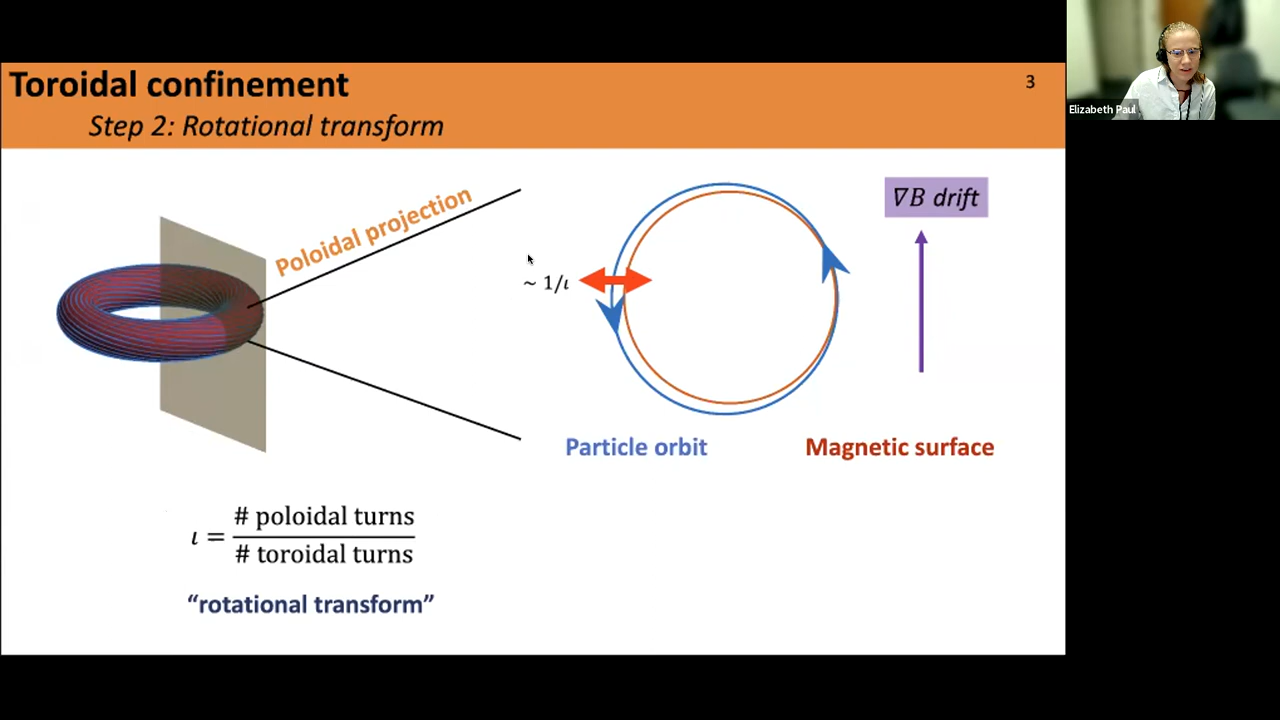 Toroidal confinement
3
Step 2: Rotational transform
Elizabeth Paul
Poloidal projection
∇B drift
~ 1/ι
Particle orbit
Magnetic surface
ι = # poloidal turns / # toroidal turns
“rotational transform”